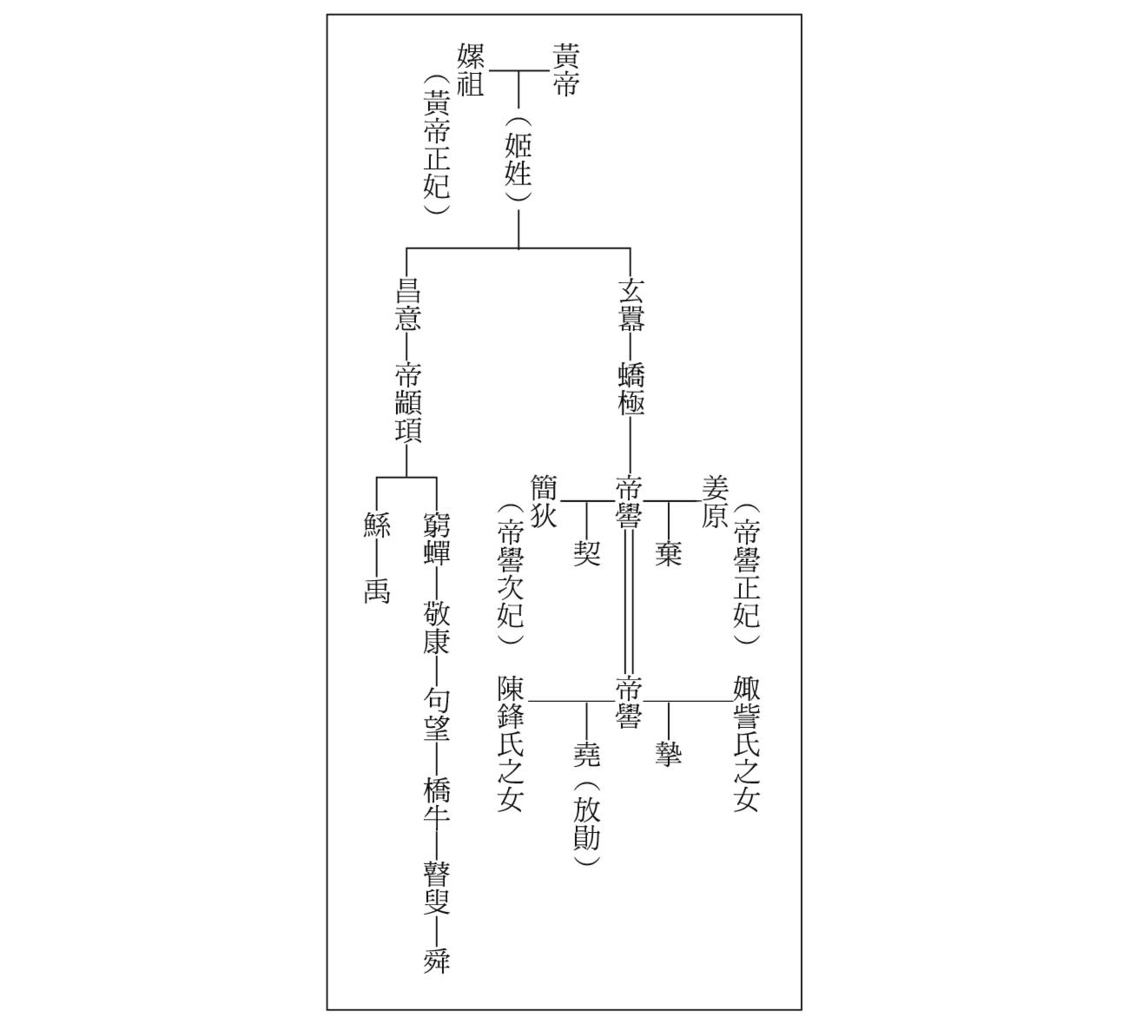 黃帝
嫘祖
（黃帝正妃）
（姬姓）
玄囂
蟜極
帝嚳
姜原
（帝嚳正妃）
棄
簡狄
（帝嚳次妃）
契
帝嚳
娵訾氏之女
摯
陳鋒氏之女
堯（放勛）
昌意
帝顓頊
窮蟬
敬康
句望
橋牛
瞽叟
舜
鯀
禹